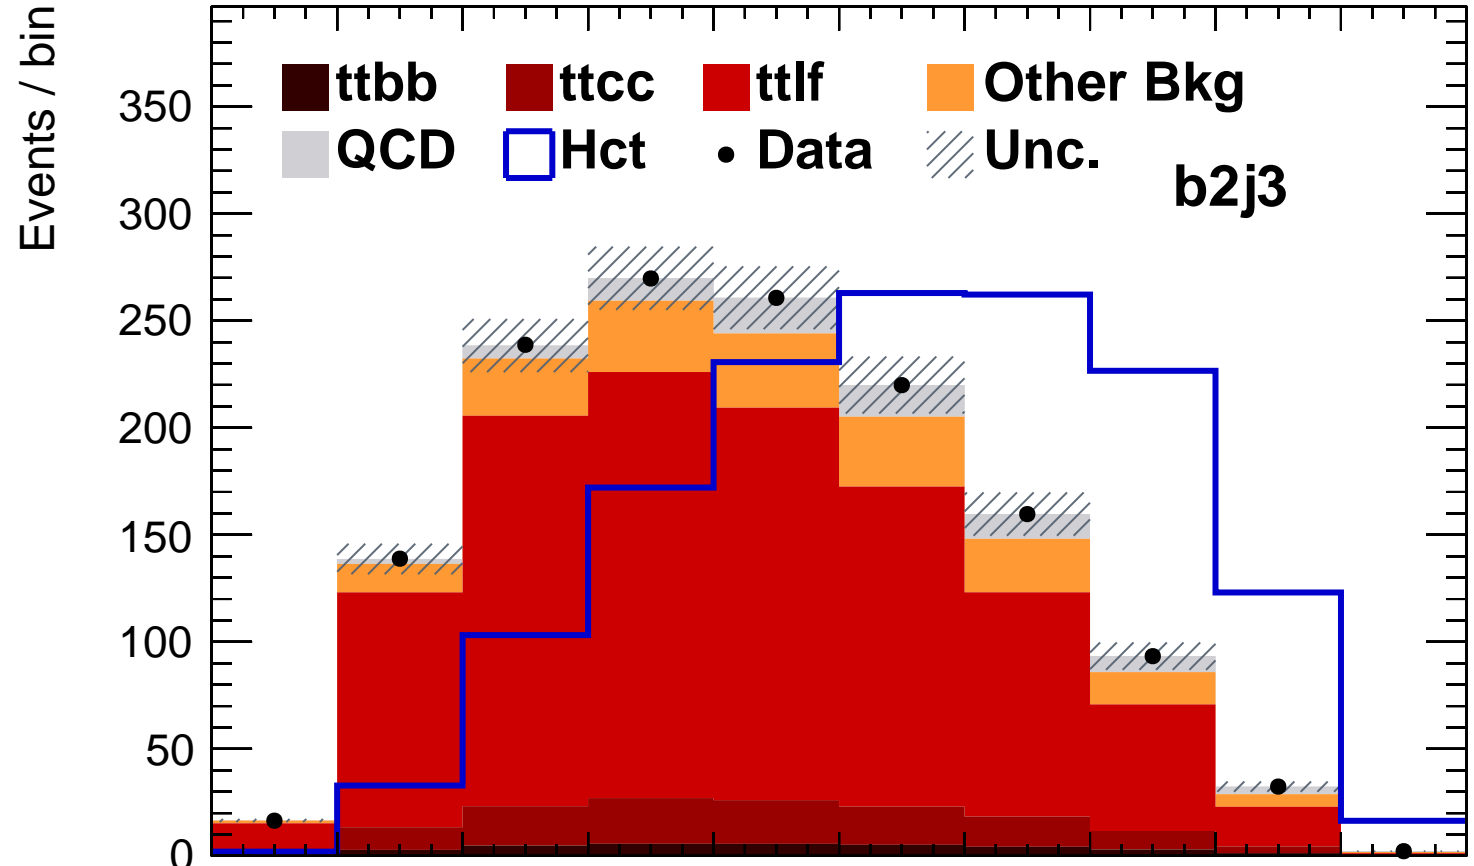 Events / bin
ttbb ttcc ttlf Other Bkg
QCD Hct Data Unc.
b2j3
350
300
250
200
150
100
50
0